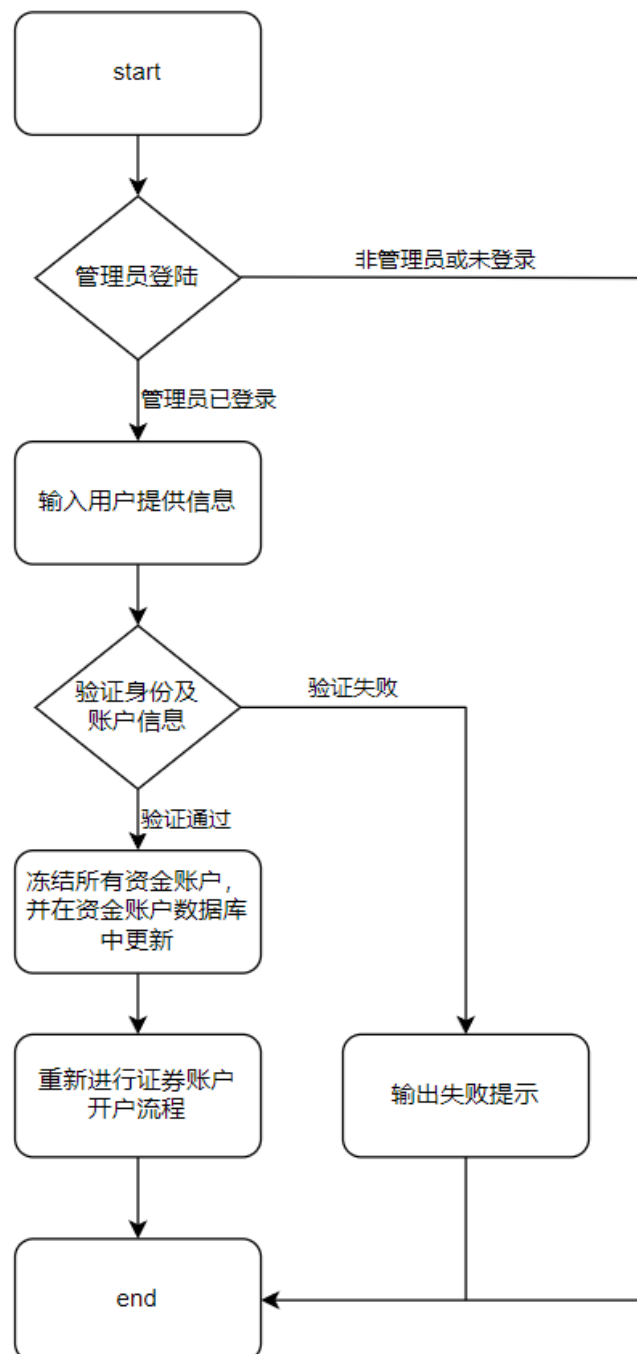 start
管理员登陆
非管理员或未登录
管理员已登录
输入用户提供信息
验证身份及
账户信息
验证失败
验证通过
冻结所有资金账户，
并在资金账户数据库
中更新
重新进行证券账户
开户流程
输出失败提示
end